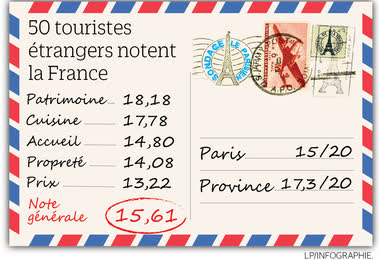 50 touristes
étrangers notent
la France
Patrimoine 18,18
Cuisine 17,78
Accueil 14,80
Propreté 14,08
Prix 13,22
Note
générale 15,61
SONDAGE LE PARISIEN
Paris 15/20
Province 17,3/20
LP/INFOGRAPHIE.